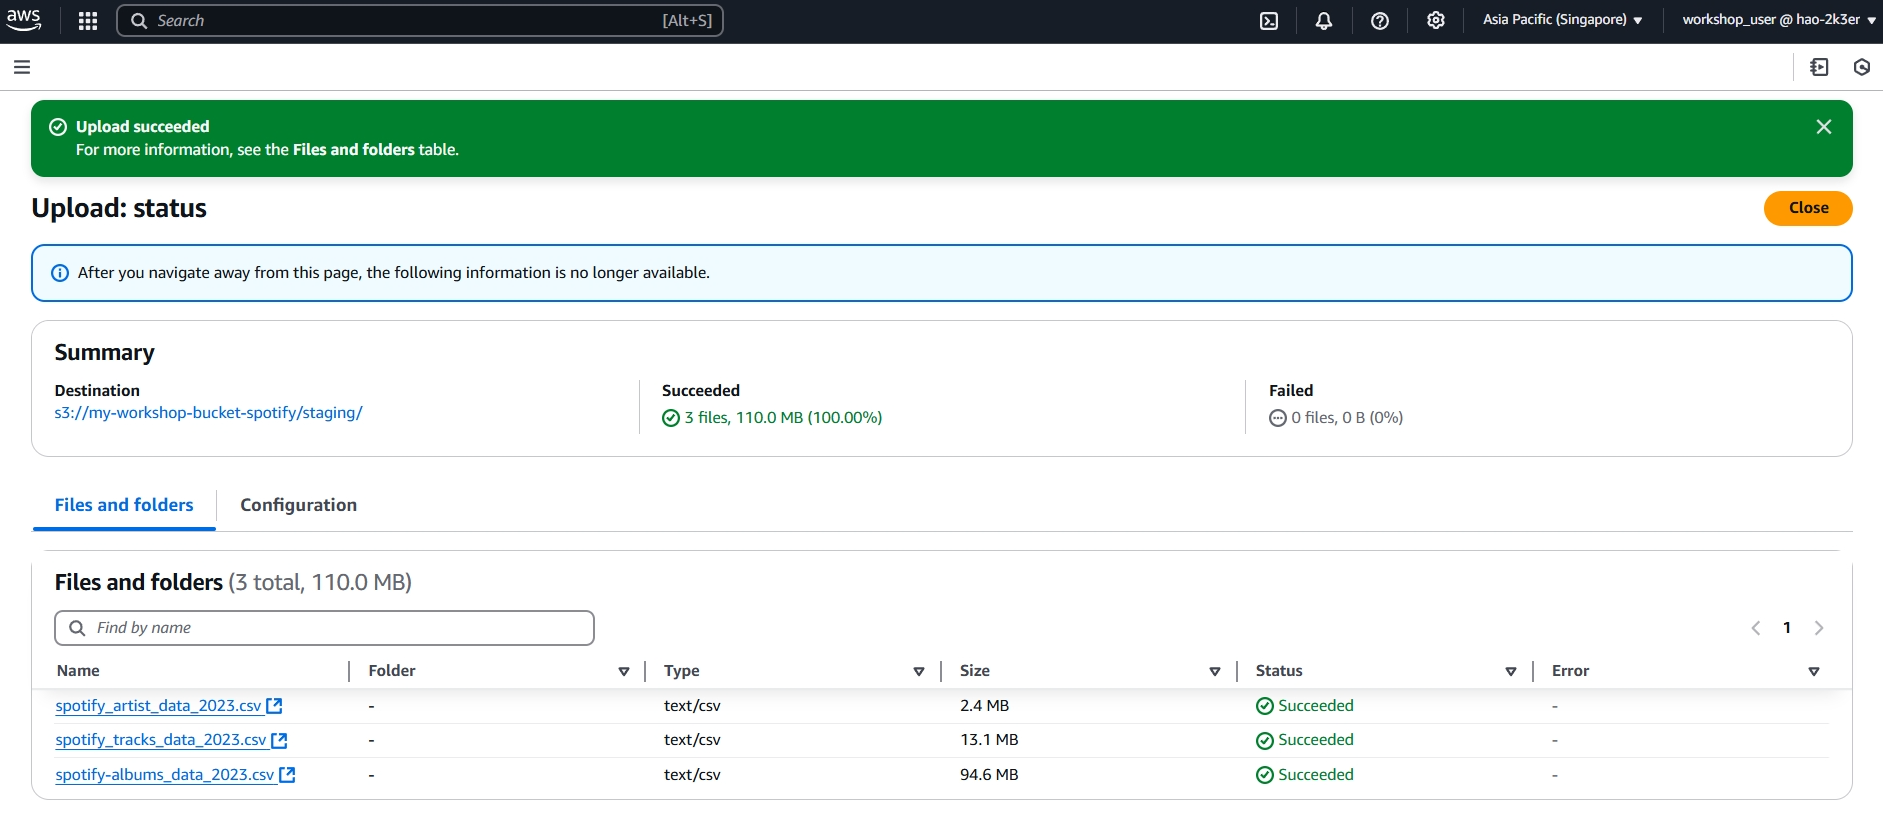 aws
Search [Alt+S]
Asia Pacific (Singapore)
workshop_user @ hao-2k3er
Upload succeeded
For more information, see the Files and folders table.
Upload: status
Close
After you navigate away from this page, the following information is no longer available.
Summary
Destination
s3://my-workshop-bucket-spotify/staging/
Succeeded
3 files, 110.0 MB (100.00%)
Failed
0 files, 0 B (0%)
Files and folders
Configuration
Files and folders (3 total, 110.0 MB)
Find by name
1
Name Folder Type Size Status Error
spotify_artist_data_2023.csv - text/csv 2.4 MB Succeeded -
spotify_tracks_data_2023.csv - text/csv 13.1 MB Succeeded -
spotify-albums_data_2023.csv - text/csv 94.6 MB Succeeded -